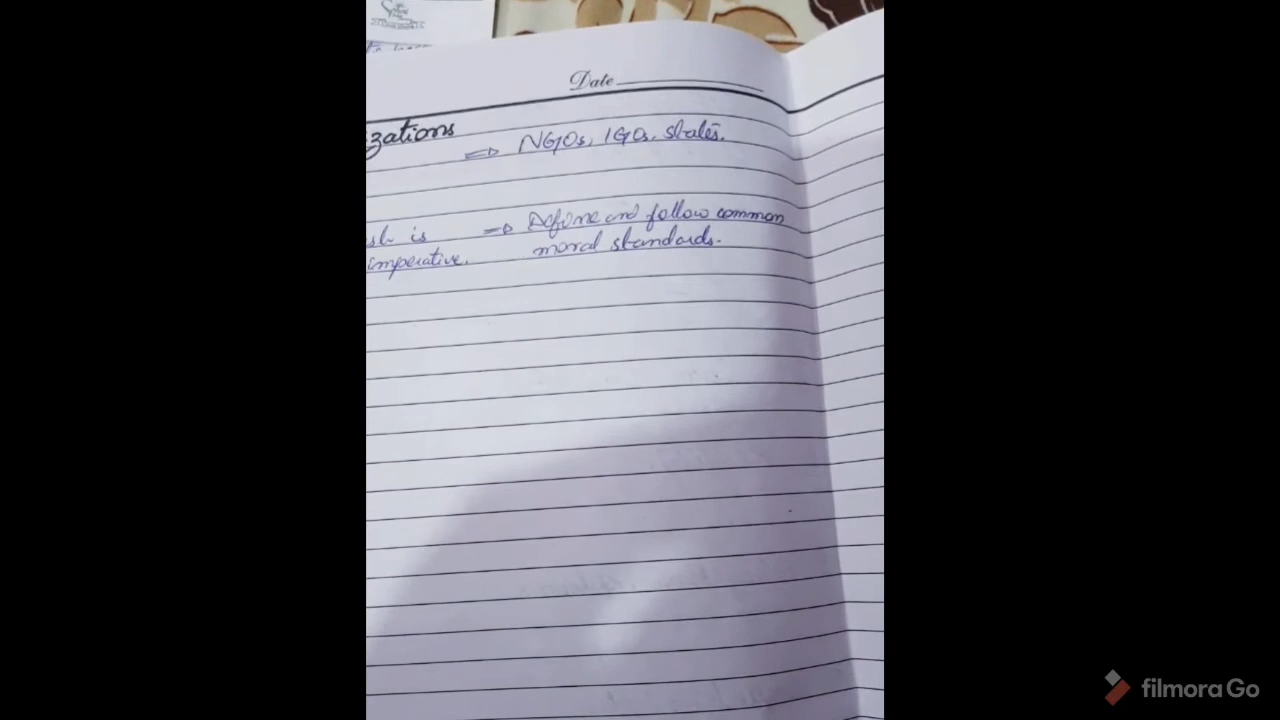 Date
zations
⇒ NGOs, IGOs, states.
is ⇒ Define and follow common
imperative. moral standards.
filmora Go